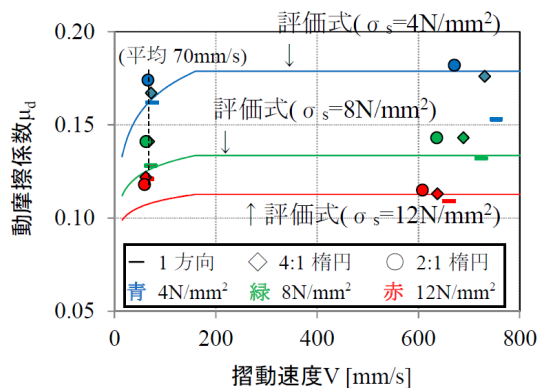 0.20
0.15
0.10
0.05
動摩擦係数μd
(平均 70mm/s)
評価式(σs=4N/mm²)
↓
評価式(σs=8N/mm²)
↓
↑評価式(σs=12N/mm²)
― 1 方向 ◇ 4:1 楕円 ○ 2:1 楕円
青 4N/mm² 緑 8N/mm² 赤 12N/mm²
0 200 400 600 800
摺動速度V [mm/s]